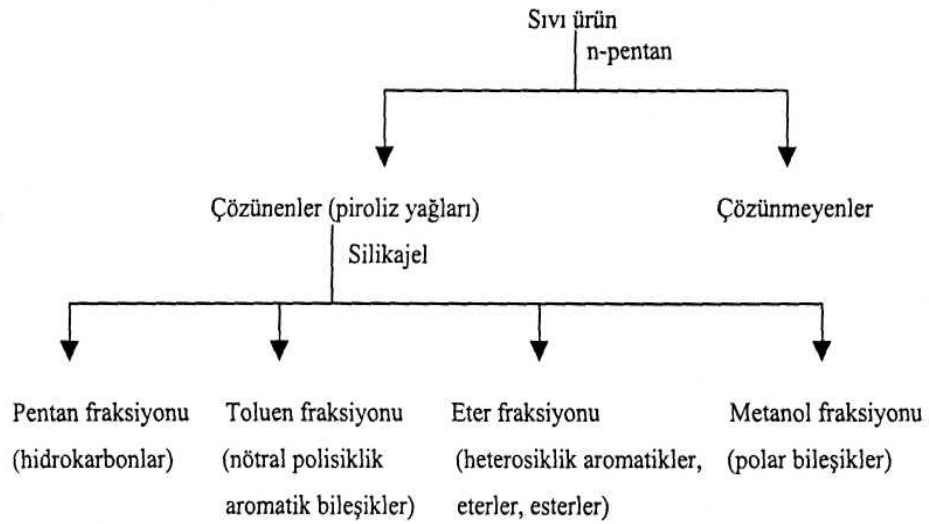 Sıvı ürün
n-pentan
Çözünenler (piroliz yağları)
Çözünmeyenler
Silikajel
Pentan fraksiyonu
(hidrokarbonlar)
Toluen fraksiyonu
(nötral polisiklik
aromatik bileşikler)
Eter fraksiyonu
(heterosiklik aromatikler,
eterler, esterler)
Metanol fraksiyonu
(polar bileşikler)